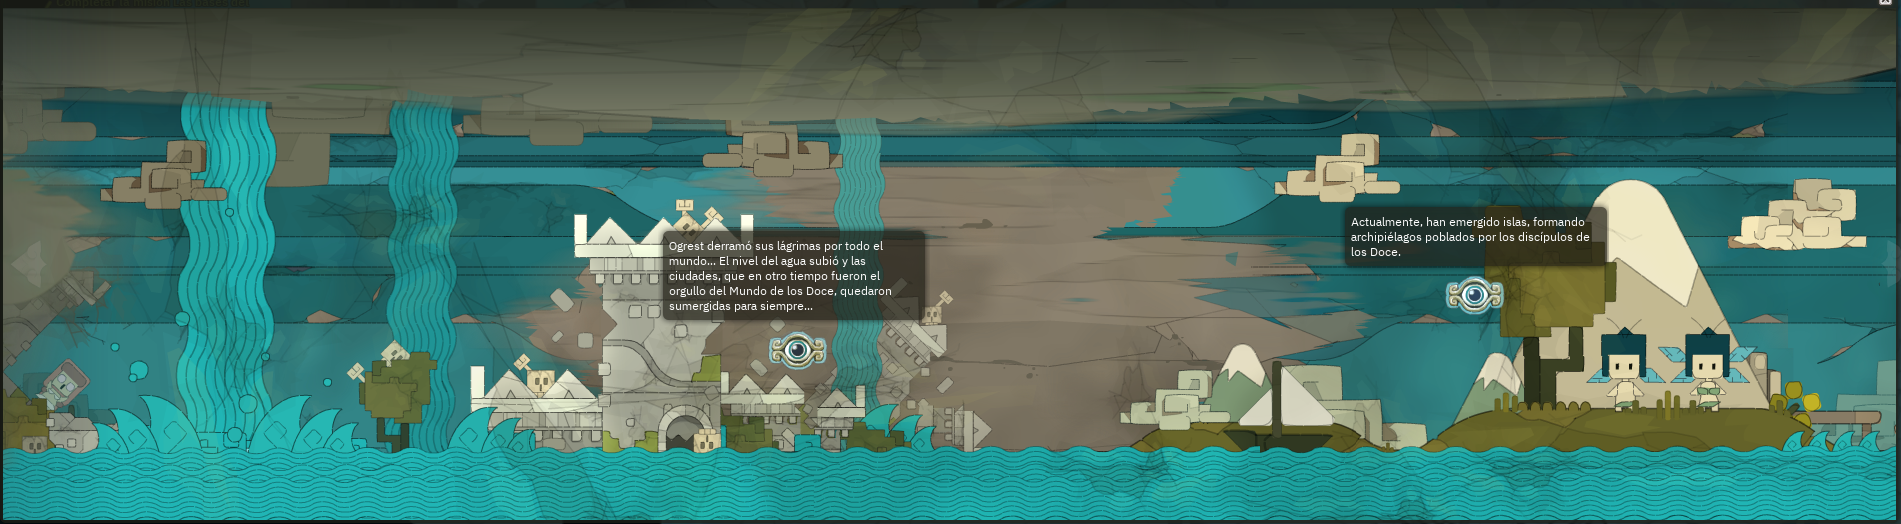 Ogrest derramó sus lágrimas por todo el
mundo... El nivel del agua subió y las
ciudades, que en otro tiempo fueron el
orgullo del Mundo de los Doce, quedaron
sumergidas para siempre...
Actualmente, han emergido islas, formando
archipiélagos poblados por los discípulos de
los Doce.